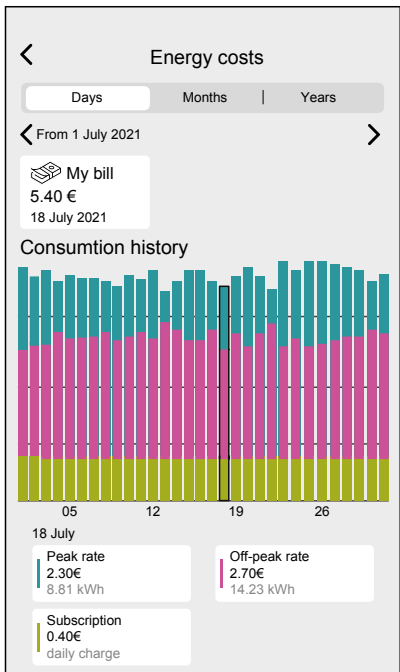 Energy costs
Days Months | Years
From 1 July 2021
My bill
5.40 €
18 July 2021
Consumtion history
05 12 19 26
18 July
Peak rate
2.30€
8.81 kWh
Off-peak rate
2.70€
14.23 kWh
Subscription
0.40€
daily charge